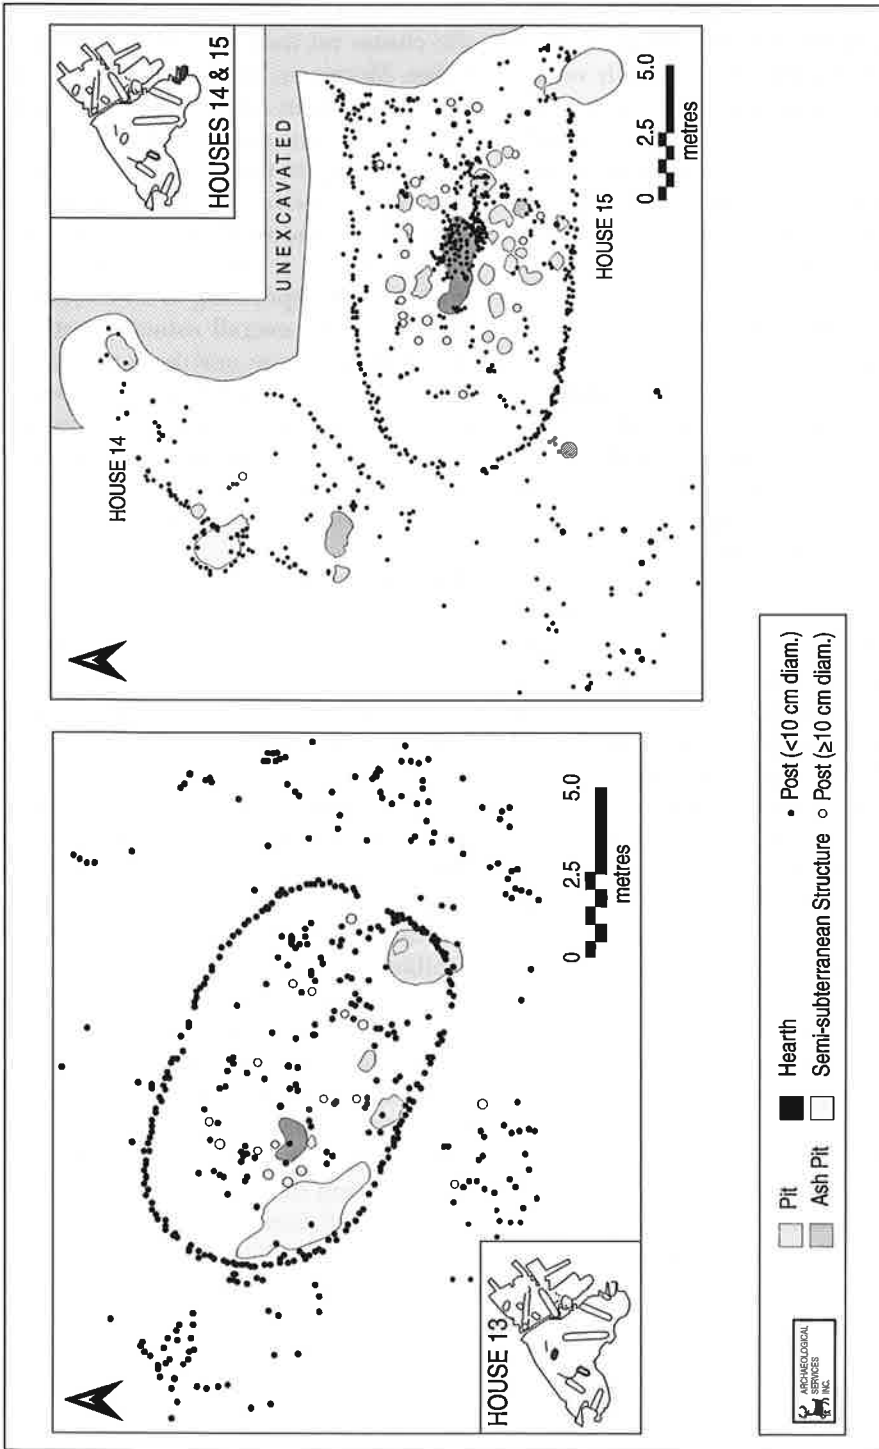 HOUSE 13
0 2.5 5.0
metres
HOUSES 14 & 15
UNEXCAVATED
HOUSE 14
HOUSE 15
0 2.5 5.0
metres
ARCHAEOLOGICAL
SERVICES
INC.
Pit
Ash Pit
Hearth
Semi-subterranean Structure
Post (<10 cm diam.)
Post (≥10 cm diam.)